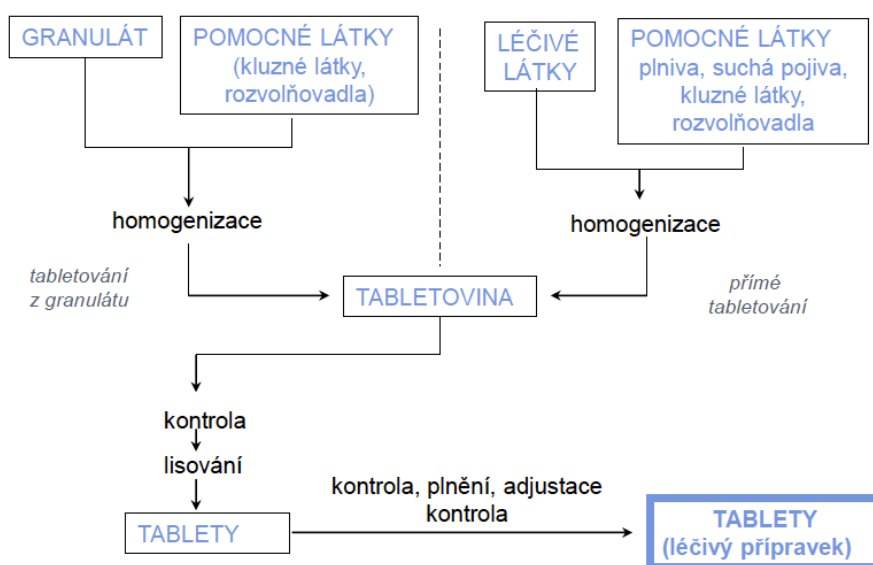 GRANULÁT
POMOCNÉ LÁTKY
(kluzné látky,
rozvolňovadla)
LÉČIVÉ
LÁTKY
POMOCNÉ LÁTKY
plniva, suchá pojiva,
kluzné látky,
rozvolňovadla
homogenizace
homogenizace
tabletování
z granulátu
TABLETOVINA
přímé
tabletování
kontrola
lisování
TABLETY
kontrola, plnění, adjustace
kontrola
TABLETY
(léčivý přípravek)